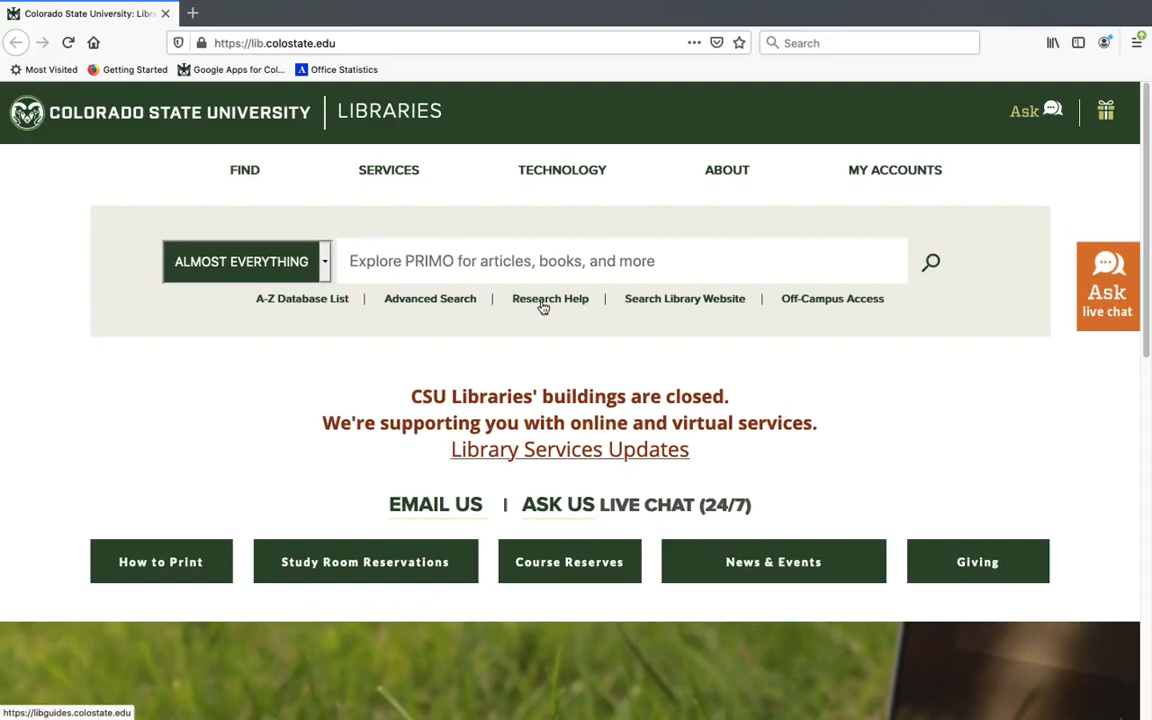 Colorado State University: Libra
https://lib.colostate.edu
Search
Most Visited
Getting Started
Google Apps for Col...
Office Statistics
COLORADO STATE UNIVERSITY
LIBRARIES
Ask
FIND
SERVICES
TECHNOLOGY
ABOUT
MY ACCOUNTS
ALMOST EVERYTHING
Explore PRIMO for articles, books, and more
A-Z Database List | Advanced Search | Research Help | Search Library Website | Off-Campus Access
Ask
live chat
CSU Libraries' buildings are closed.
We're supporting you with online and virtual services.
Library Services Updates
EMAIL US | ASK US LIVE CHAT (24/7)
How to Print
Study Room Reservations
Course Reserves
News & Events
Giving
https://libguides.colostate.edu